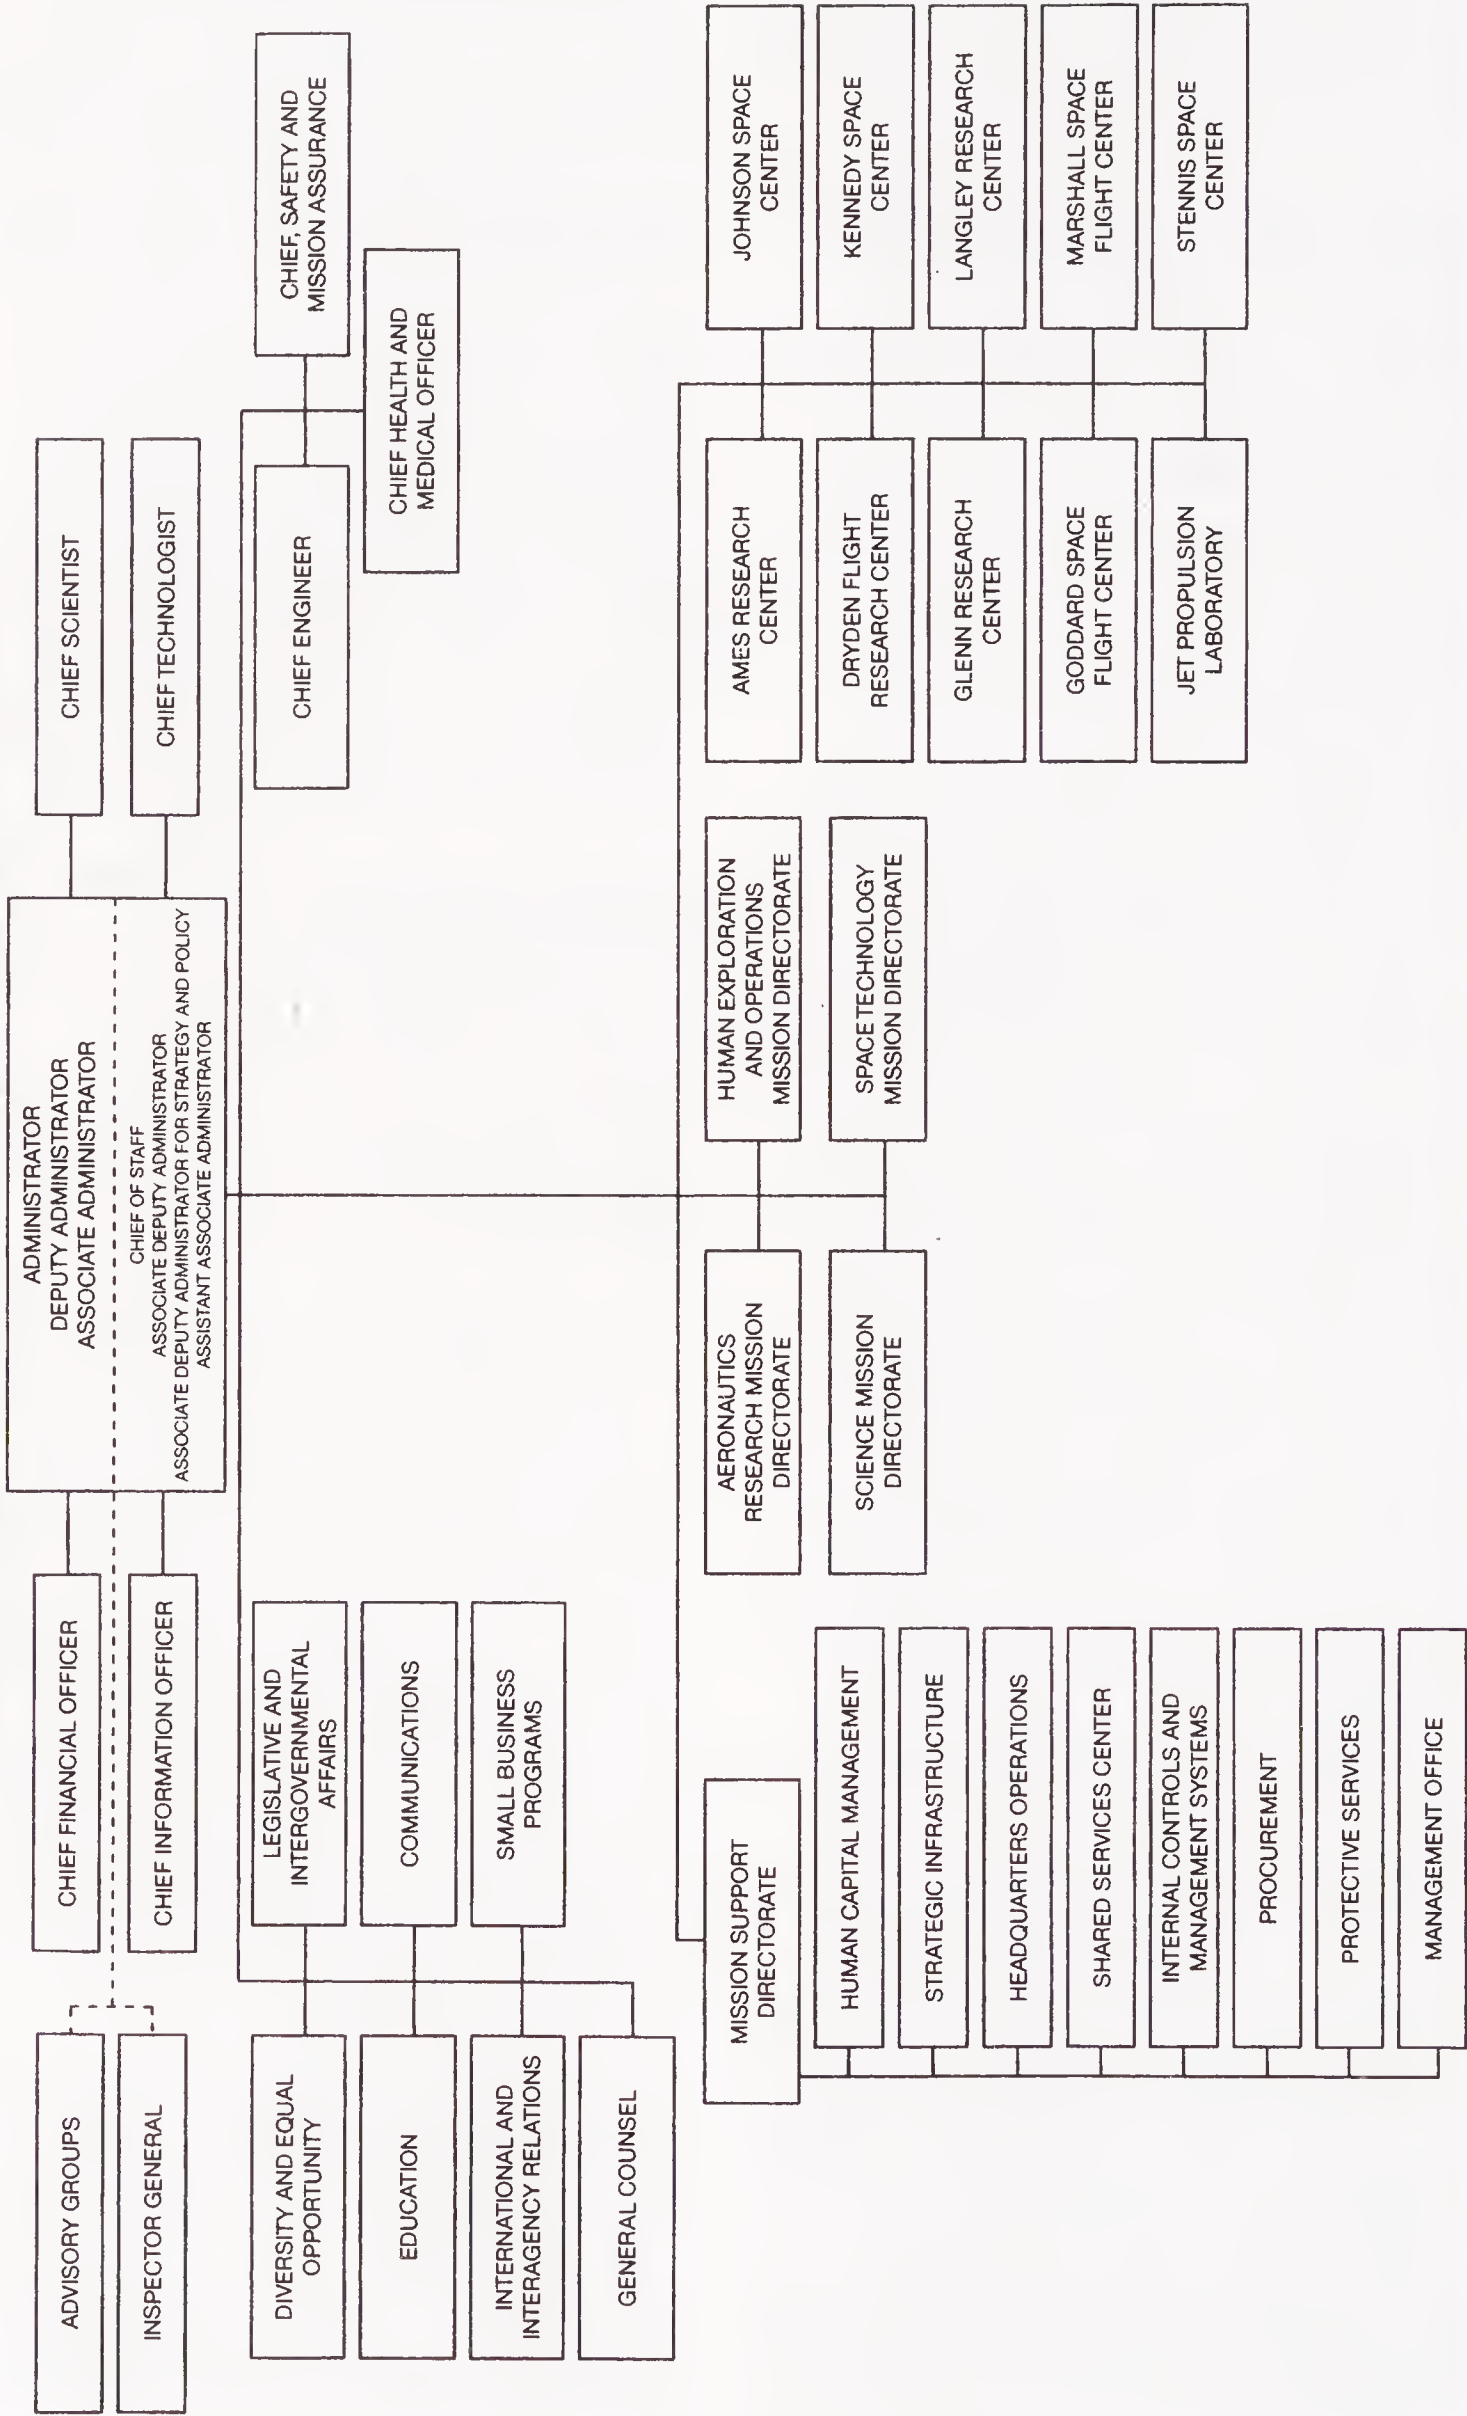 ADMINISTRATOR
DEPUTY ADMINISTRATOR
ASSOCIATE ADMINISTRATOR
CHIEF OF STAFF
ASSOCIATE DEPUTY ADMINISTRATOR
ASSOCIATE DEPUTY ADMINISTRATOR FOR STRATEGY AND POLICY
ASSISTANT ASSOCIATE ADMINISTRATOR
ADVISORY GROUPS
INSPECTOR GENERAL
CHIEF FINANCIAL OFFICER
CHIEF INFORMATION OFFICER
CHIEF SCIENTIST
CHIEF TECHNOLOGIST
DIVERSITY AND EQUAL
OPPORTUNITY
EDUCATION
INTERNATIONAL AND
INTERAGENCY RELATIONS
GENERAL COUNSEL
LEGISLATIVE AND
INTERGOVERNMENTAL
AFFAIRS
COMMUNICATIONS
SMALL BUSINESS
PROGRAMS
CHIEF ENGINEER
CHIEF, SAFETY AND
MISSION ASSURANCE
CHIEF HEALTH AND
MEDICAL OFFICER
MISSION SUPPORT
DIRECTORATE
HUMAN CAPITAL MANAGEMENT
STRATEGIC INFRASTRUCTURE
HEADQUARTERS OPERATIONS
SHARED SERVICES CENTER
INTERNAL CONTROLS AND
MANAGEMENT SYSTEMS
PROCUREMENT
PROTECTIVE SERVICES
MANAGEMENT OFFICE
AERONAUTICS
RESEARCH MISSION
DIRECTORATE
SCIENCE MISSION
DIRECTORATE
HUMAN EXPLORATION
AND OPERATIONS
MISSION DIRECTORATE
SPACE TECHNOLOGY
MISSION DIRECTORATE
AMES RESEARCH
CENTER
DRYDEN FLIGHT
RESEARCH CENTER
GLENN RESEARCH
CENTER
GODDARD SPACE
FLIGHT CENTER
JET PROPULSION
LABORATORY
JOHNSON SPACE
CENTER
KENNEDY SPACE
CENTER
LANGLEY RESEARCH
CENTER
MARSHALL SPACE
FLIGHT CENTER
STENNIS SPACE
CENTER